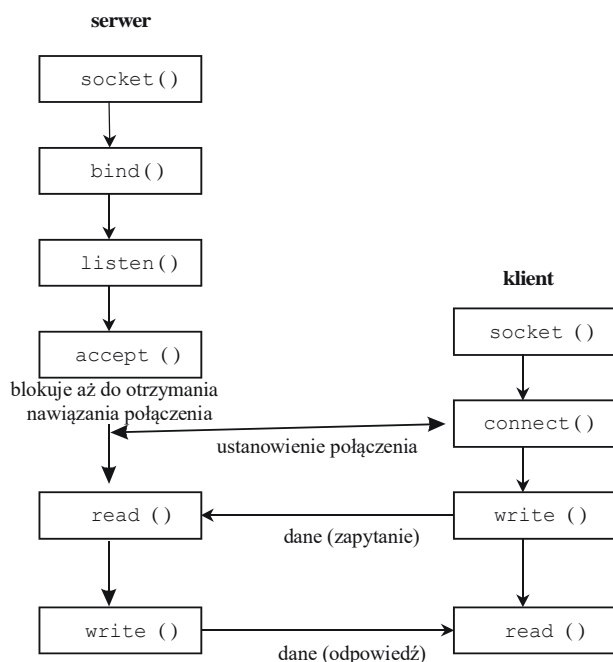 serwer
socket()
bind()
listen()
klient
socket ()
accept ()
blokuje aż do otrzymania
nawiązania połączenia
connect()
ustanowienie połączenia
read ()
write ()
dane (zapytanie)
write ()
read ()
dane (odpowiedź)